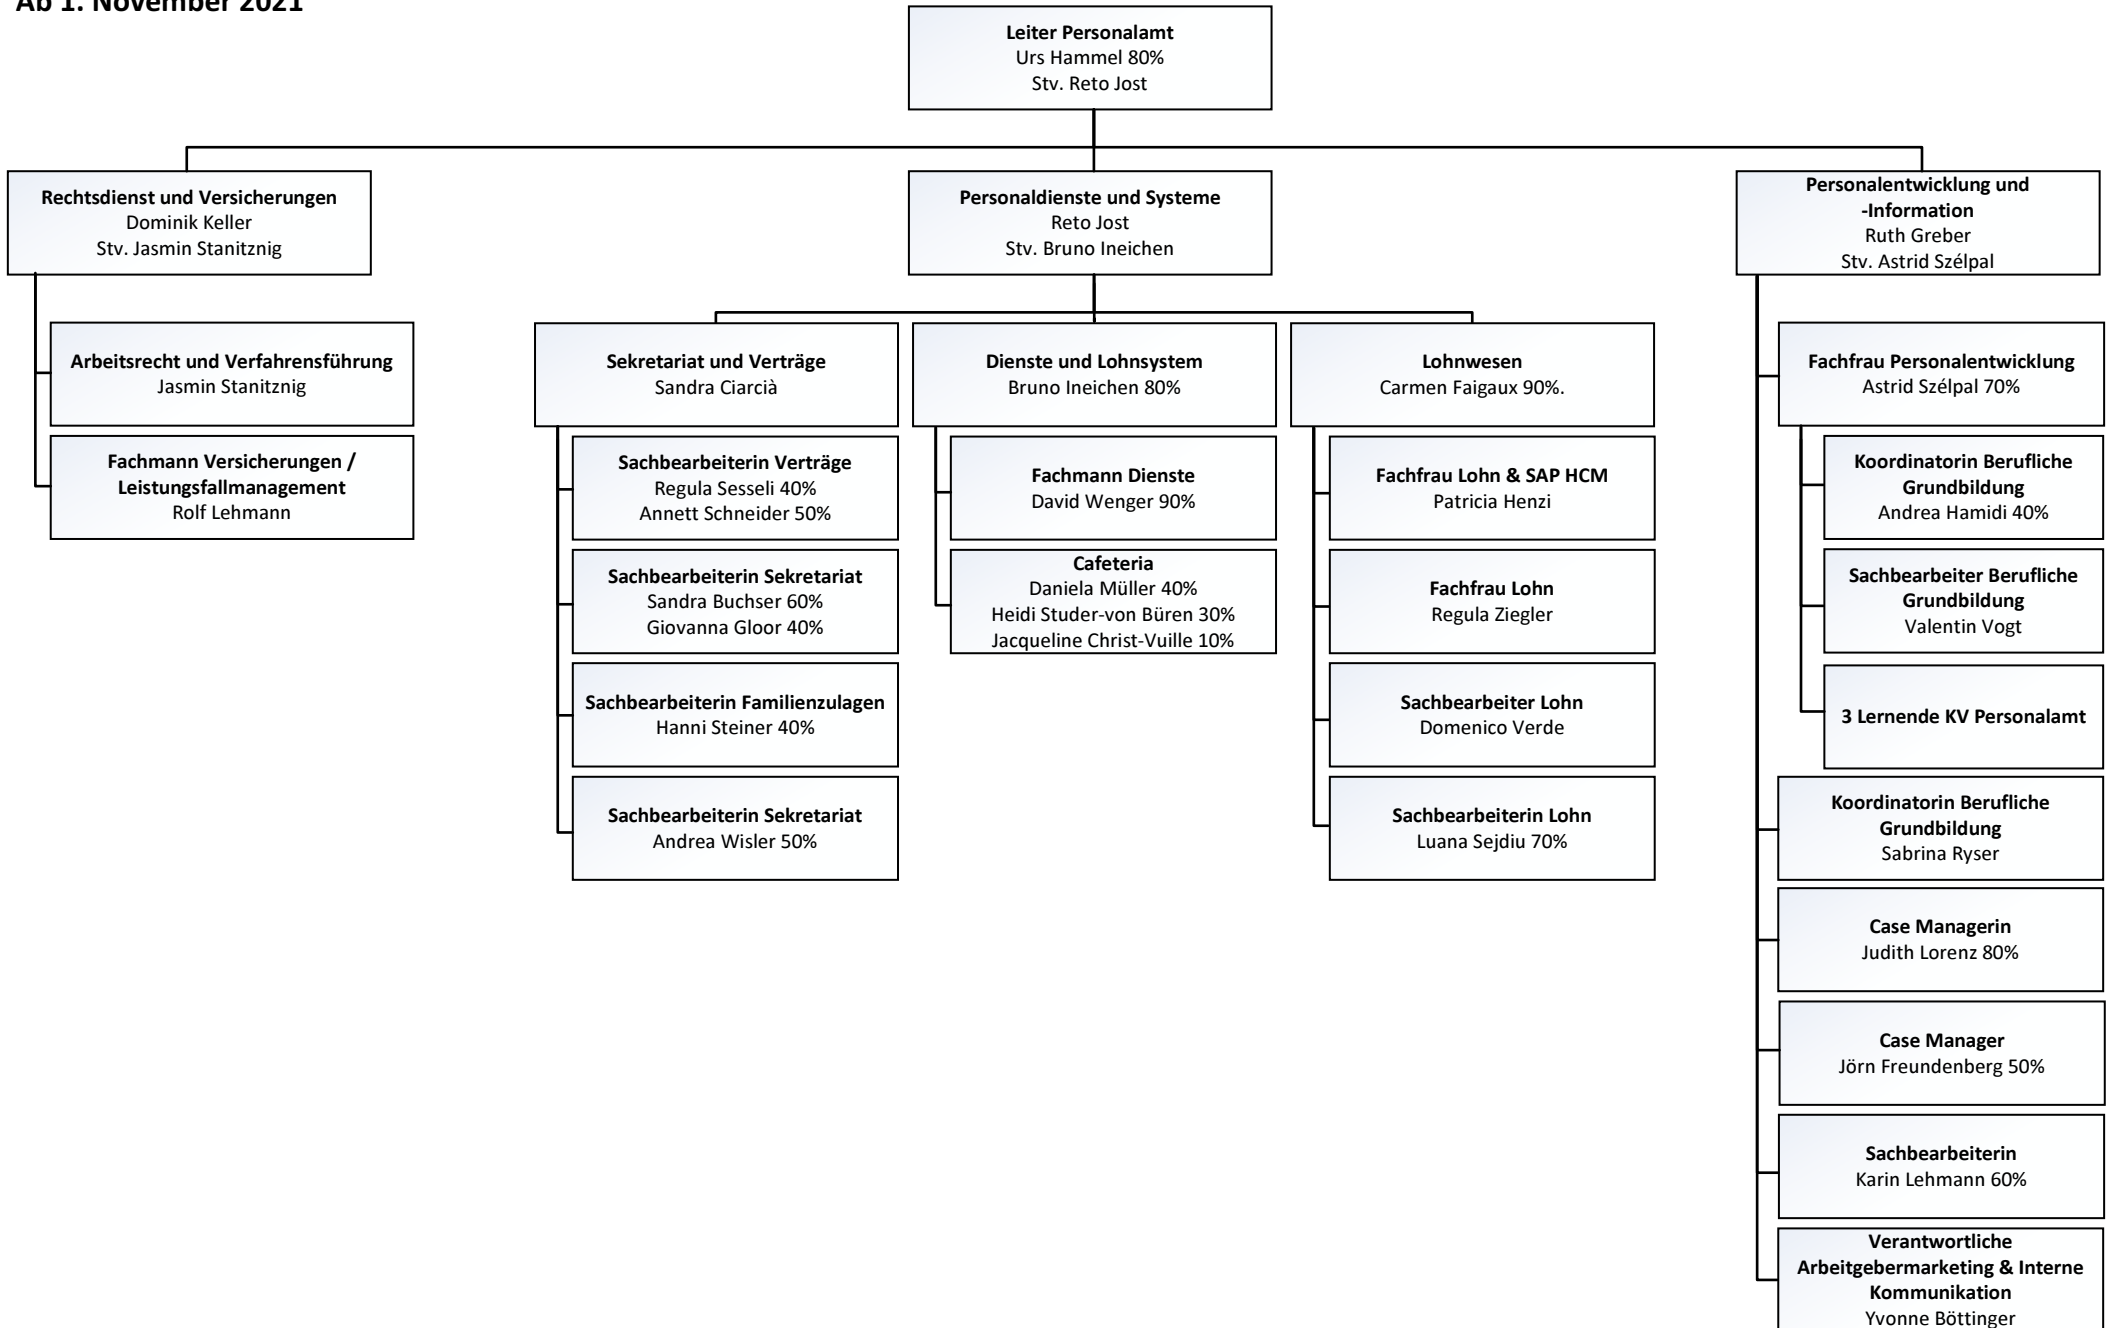 Ab 1. November 2021
Leiter Personalamt
Urs Hammel 80%
Stv. Reto Jost
Rechtsdienst und Versicherungen
Dominik Keller
Stv. Jasmin Stanitznig
Personaldienste und Systeme
Reto Jost
Stv. Bruno Ineichen
Personalentwicklung und
-Information
Ruth Greber
Stv. Astrid Szélpal
Arbeitsrecht und Verfahrensführung
Jasmin Stanitznig
Fachmann Versicherungen /
Leistungsfallmanagement
Rolf Lehmann
Sekretariat und Verträge
Sandra Ciarcià
Sachbearbeiterin Verträge
Regula Sesseli 40%
Annett Schneider 50%
Sachbearbeiterin Sekretariat
Sandra Buchser 60%
Giovanna Gloor 40%
Sachbearbeiterin Familienzulagen
Hanni Steiner 40%
Sachbearbeiterin Sekretariat
Andrea Wisler 50%
Dienste und Lohnsystem
Bruno Ineichen 80%
Fachmann Dienste
David Wenger 90%
Cafeteria
Daniela Müller 40%
Heidi Studer-von Büren 30%
Jacqueline Christ-Vuille 10%
Lohnwesen
Carmen Faigaux 90%.
Fachfrau Lohn & SAP HCM
Patricia Henzi
Fachfrau Lohn
Regula Ziegler
Sachbearbeiter Lohn
Domenico Verde
Sachbearbeiterin Lohn
Luana Sejdiu 70%
Fachfrau Personalentwicklung
Astrid Szélpal 70%
Koordinatorin Berufliche
Grundbildung
Andrea Hamidi 40%
Sachbearbeiter Berufliche
Grundbildung
Valentin Vogt
3 Lernende KV Personalamt
Koordinatorin Berufliche
Grundbildung
Sabrina Ryser
Case Managerin
Judith Lorenz 80%
Case Manager
Jörn Freundenberg 50%
Sachbearbeiterin
Karin Lehmann 60%
Verantwortliche
Arbeitgebermarketing & Interne
Kommunikation
Yvonne Böttinger